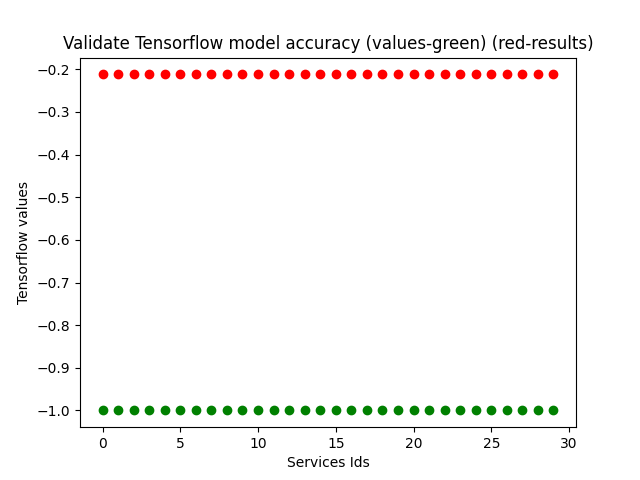 Validate Tensorflow model accuracy (values-green) (red-results)
−0.2
−0.3
−0.4
−0.5
−0.6
−0.7
−0.8
−0.9
−1.0
Tensorflow values
0 5 10 15 20 25 30
Services Ids